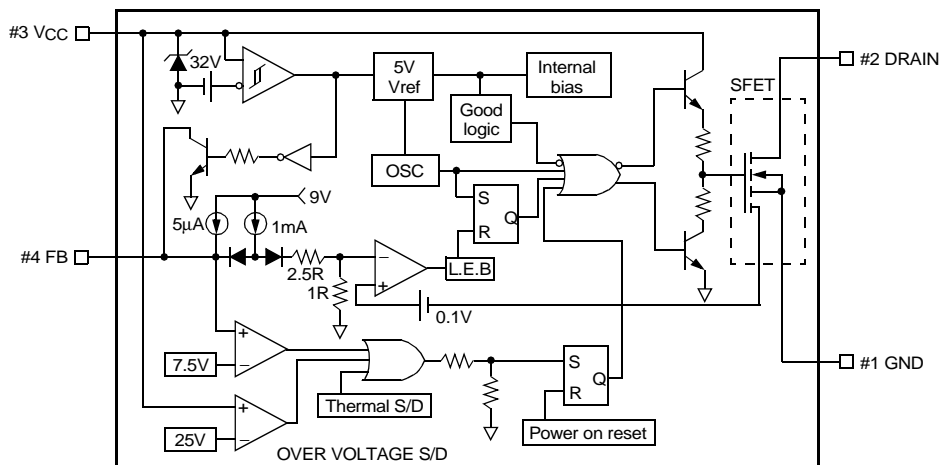 #3 VCC
#2 DRAIN
32V
5V
Vref
Internal
bias
SFET
Good
logic
OSC
9V
5μA
1mA
S
R
Q
#4 FB
2.5R
1R
−
+
L.E.B
0.1V
+
−
7.5V
Thermal S/D
S
R
Q
#1 GND
+
−
25V
Power on reset
OVER VOLTAGE S/D